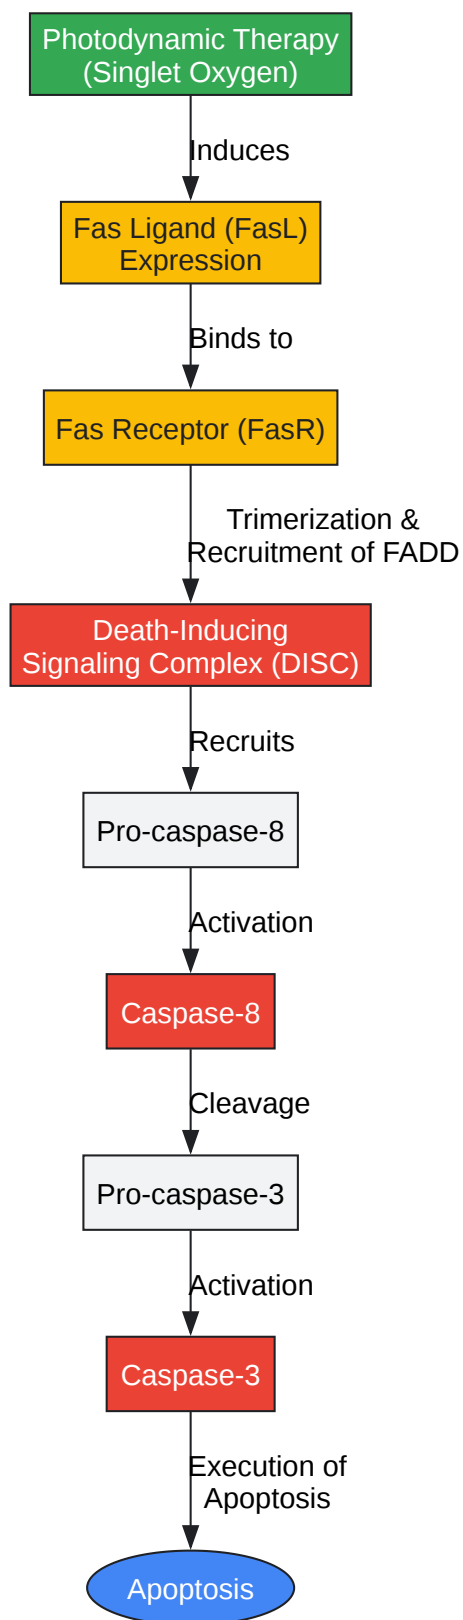 Photodynamic Therapy
(Singlet Oxygen)
Induces
Fas Ligand (FasL)
Expression
Binds to
Fas Receptor (FasR)
Trimerization &
Recruitment of FADD
Death-Inducing
Signaling Complex (DISC)
Recruits
Pro-caspase-8
Activation
Caspase-8
Cleavage
Pro-caspase-3
Activation
Caspase-3
Execution of
Apoptosis
Apoptosis